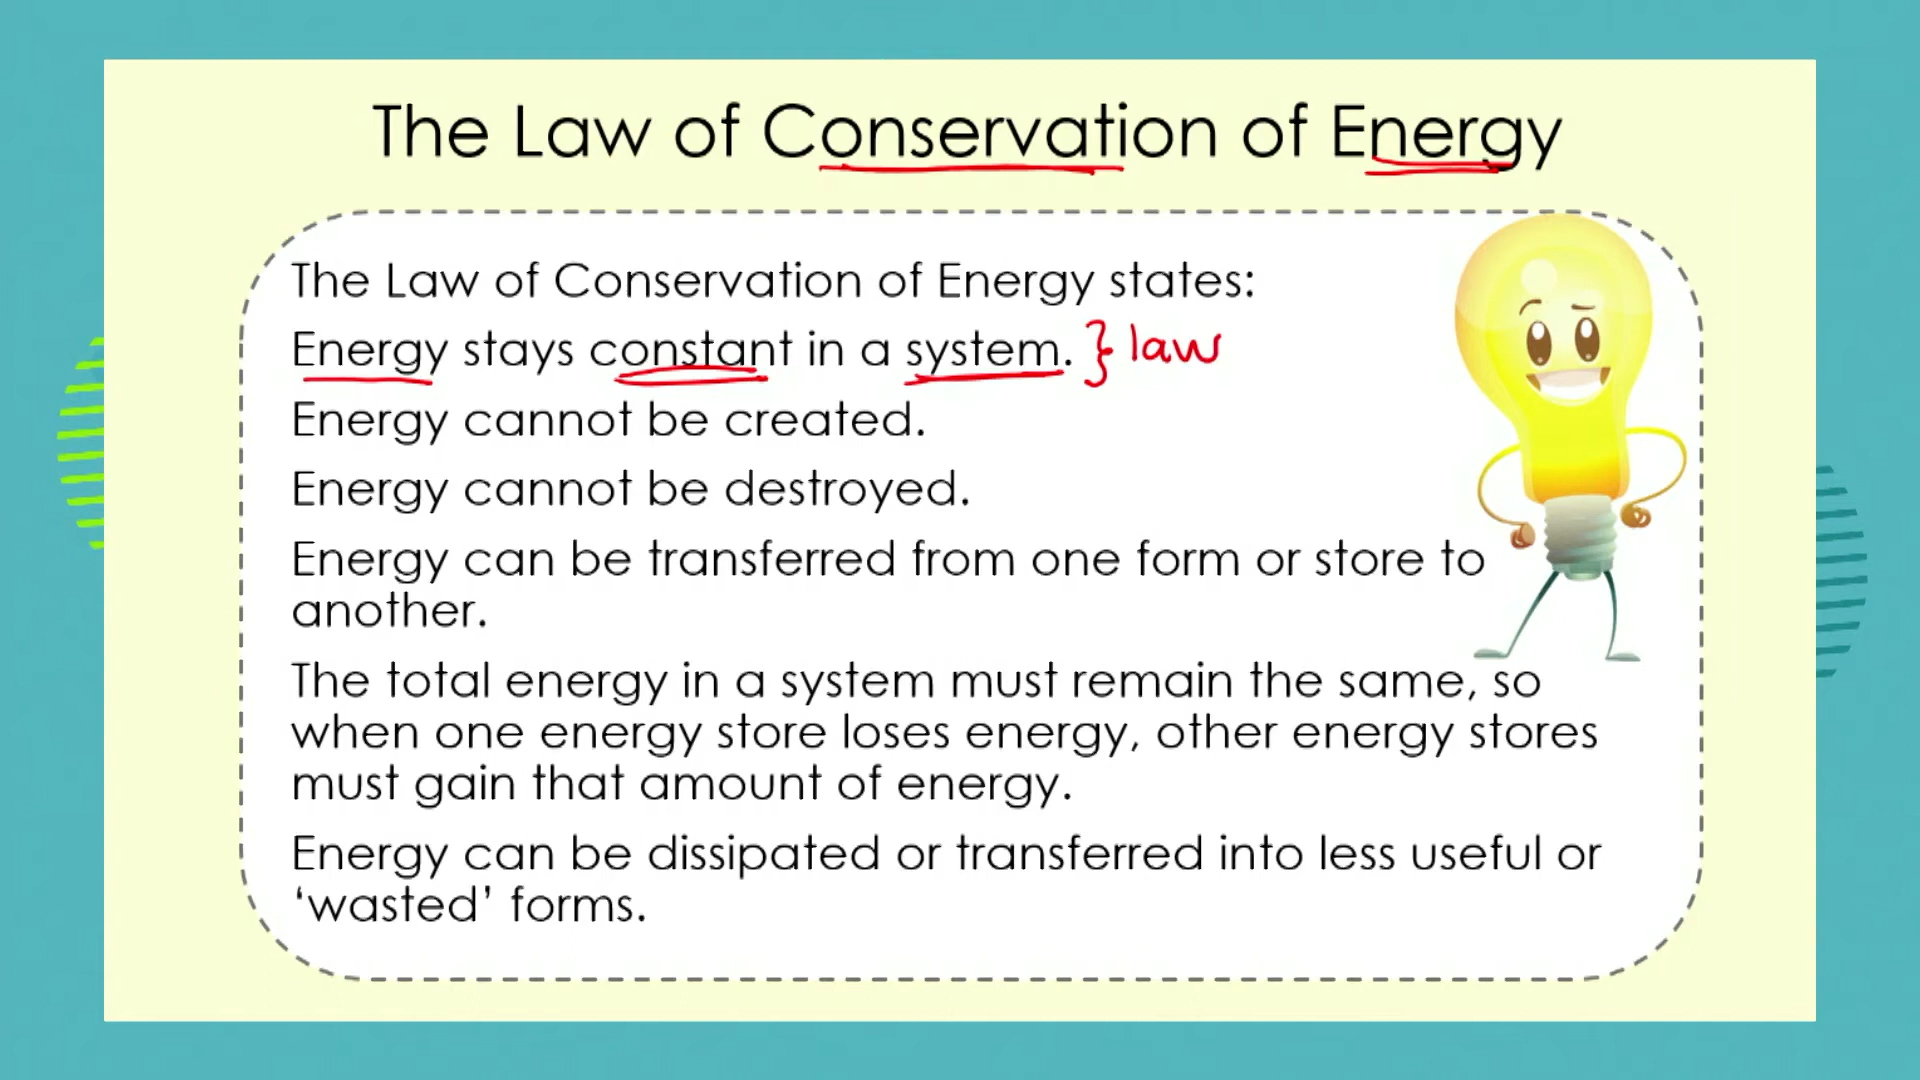 The Law of Conservation of Energy
The Law of Conservation of Energy states:
Energy stays constant in a system. } law
Energy cannot be created.
Energy cannot be destroyed.
Energy can be transferred from one form or store to
another.
The total energy in a system must remain the same, so
when one energy store loses energy, other energy stores
must gain that amount of energy.
Energy can be dissipated or transferred into less useful or
‘wasted’ forms.